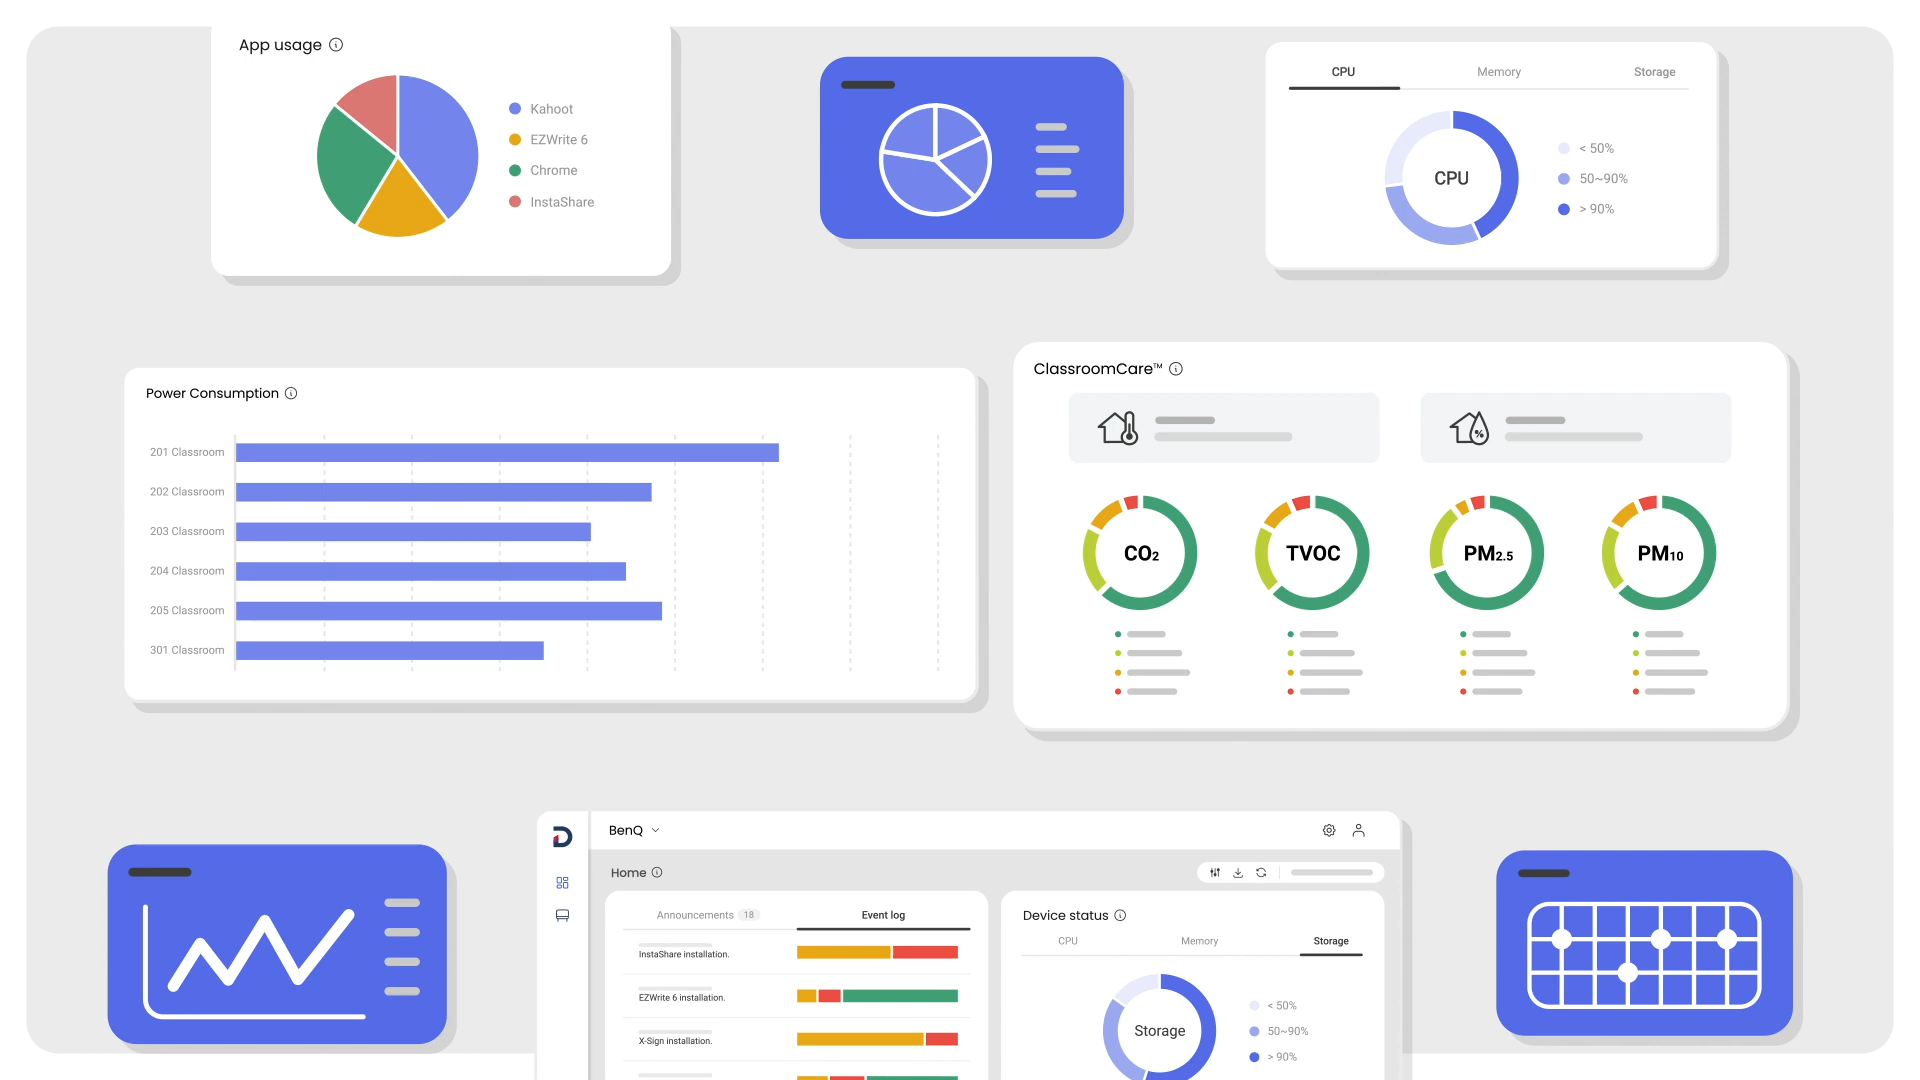 App usage
Kahoot
EZWrite 6
Chrome
InstaShare
CPU Memory Storage
CPU
< 50%
50~90%
> 90%
Power Consumption
201 Classroom
202 Classroom
203 Classroom
204 Classroom
205 Classroom
301 Classroom
ClassroomCare™
%
CO2
TVOC
PM2.5
PM10
BenQ
Home
Announcements 18 Event log
InstaShare installation.
EZWrite 6 installation.
X-Sign installation.
Device status
CPU Memory Storage
Storage
< 50%
50~90%
> 90%